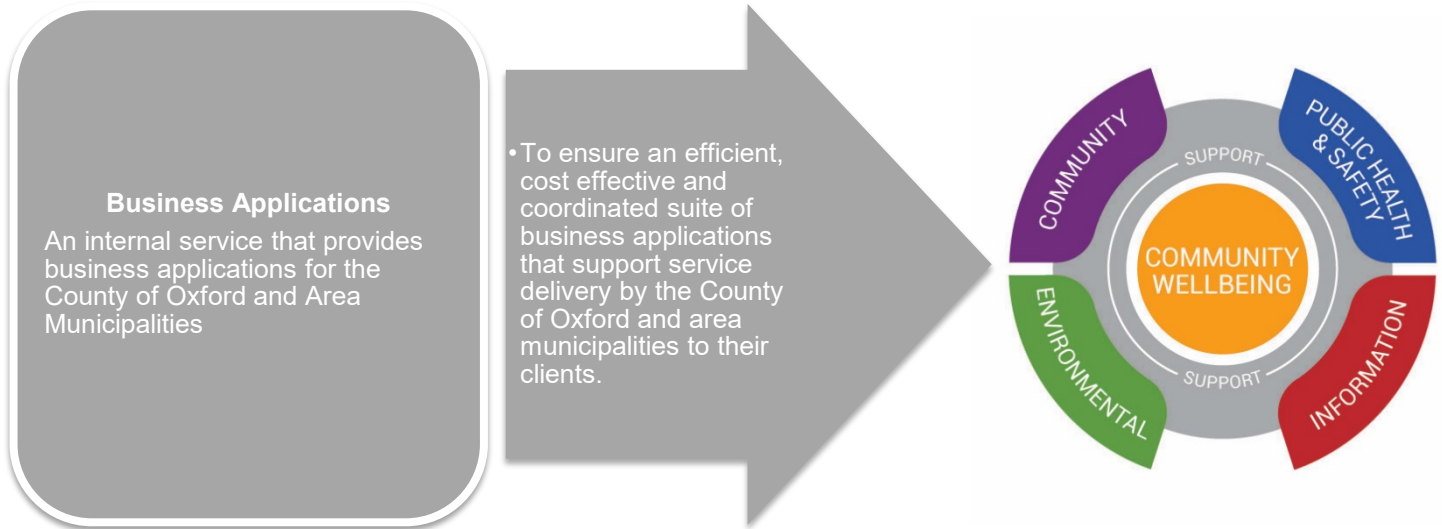 Business Applications
An internal service that provides
business applications for the
County of Oxford and Area
Municipalities
•To ensure an efficient,
cost effective and
coordinated suite of
business applications
that support service
delivery by the County
of Oxford and area
municipalities to their
clients.
COMMUNITY
PUBLIC HEALTH
& SAFETY
SUPPORT
COMMUNITY
WELLBEING
SUPPORT
ENVIRONMENTAL
INFORMATION